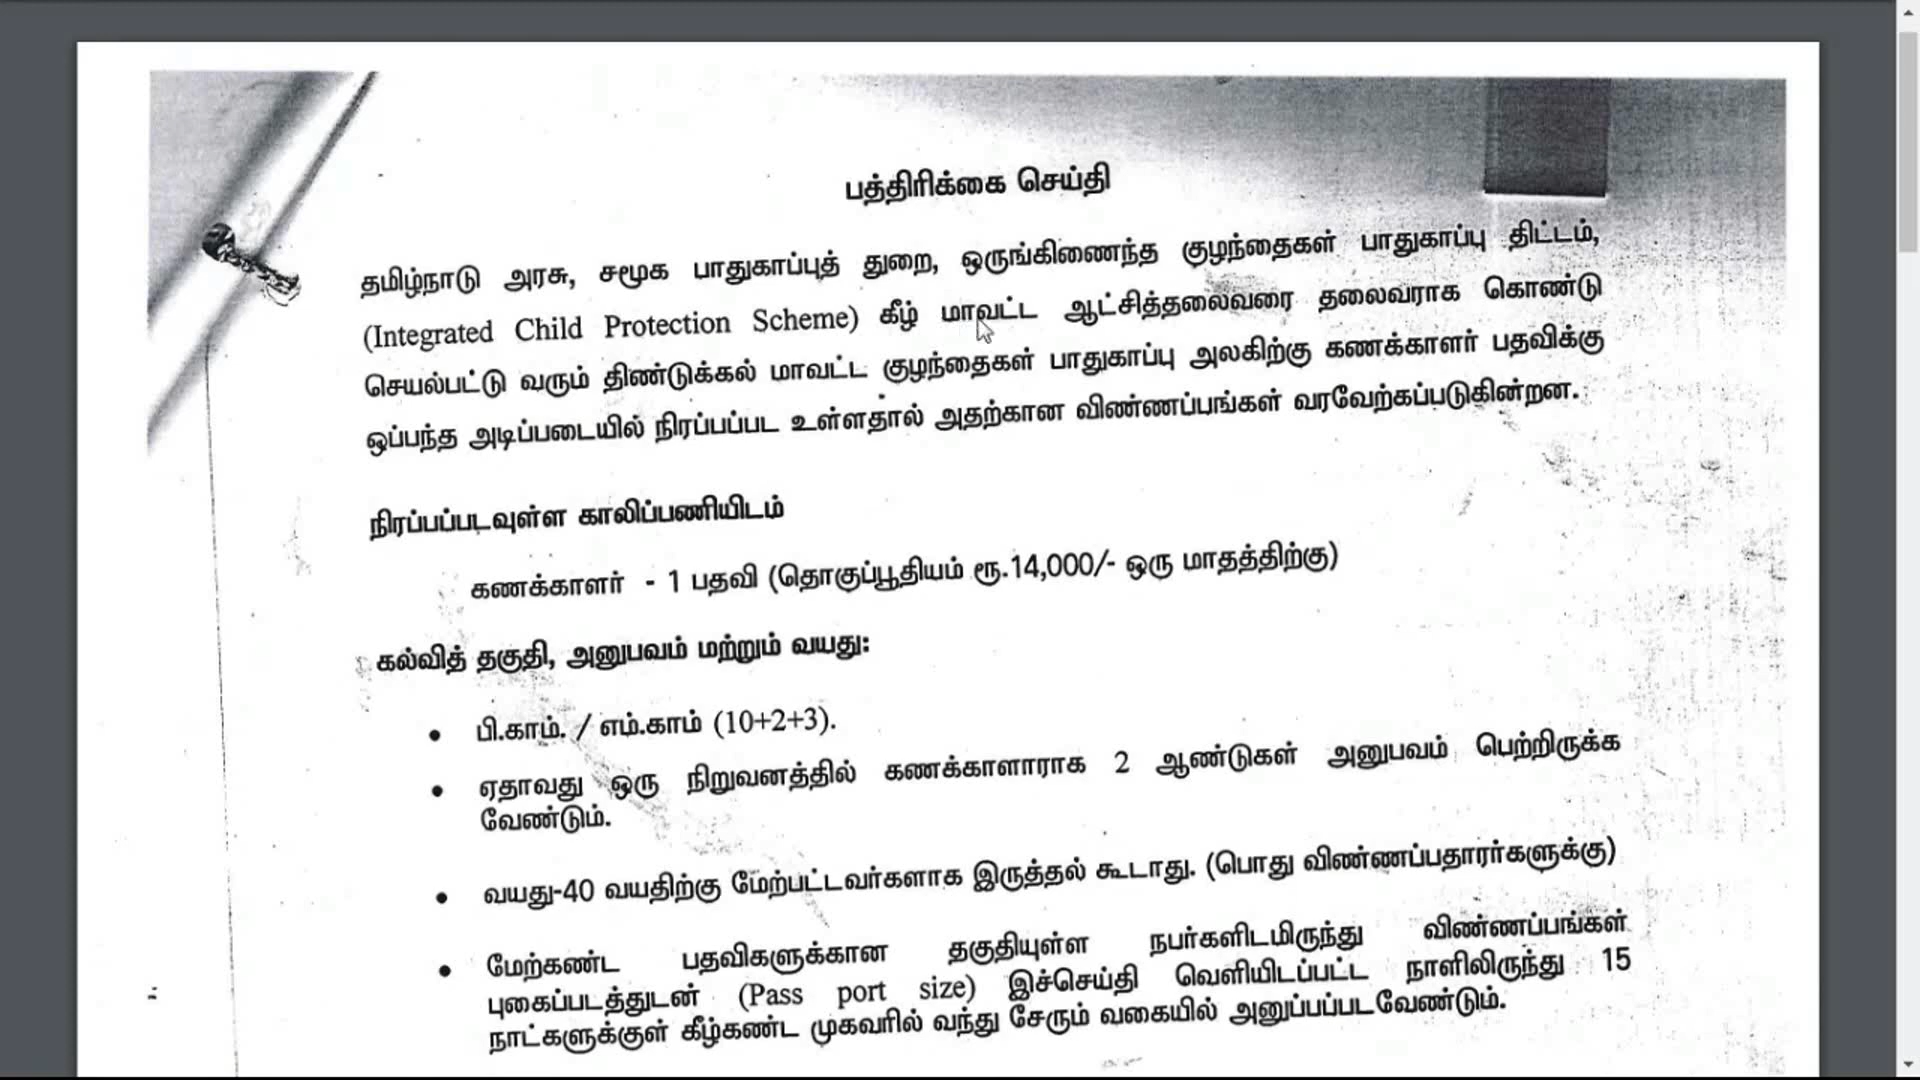 பத்திரிக்கை செய்தி
தமிழ்நாடு அரசு, சமூக பாதுகாப்புத் துறை, ஒருங்கிணைந்த குழந்தைகள் பாதுகாப்பு திட்டம்,
(Integrated Child Protection Scheme) கீழ் மாவட்ட ஆட்சித்தலைவரை தலைவராக கொண்டு
செயல்பட்டு வரும் திண்டுக்கல் மாவட்ட குழந்தைகள் பாதுகாப்பு அலகிற்கு கணக்காளர் பதவிக்கு
ஒப்பந்த அடிப்படையில் நிரப்பப்பட உள்ளதால் அதற்கான விண்ணப்பங்கள் வரவேற்கப்படுகின்றன.
நிரப்பப்படவுள்ள காலிப்பணியிடம்
கணக்காளர் - 1 பதவி (தொகுப்பூதியம் ரூ.14,000/- ஒரு மாதத்திற்கு)
கல்வித் தகுதி, அனுபவம் மற்றும் வயது:
• பி.காம். / எம்.காம் (10+2+3).
• ஏதாவது ஒரு நிறுவனத்தில் கணக்காளாராக 2 ஆண்டுகள் அனுபவம் பெற்றிருக்க
வேண்டும்.
• வயது-40 வயதிற்கு மேற்பட்டவர்களாக இருத்தல் கூடாது. (பொது விண்ணப்பதாரர்களுக்கு)
• மேற்கண்ட பதவிகளுக்கான தகுதியுள்ள நபர்களிடமிருந்து விண்ணப்பங்கள்
புகைப்படத்துடன் (Pass port size) இச்செய்தி வெளியிடப்பட்ட நாளிலிருந்து 15
நாட்களுக்குள் கீழ்கண்ட முகவரில் வந்து சேரும் வகையில் அனுப்பப்படவேண்டும்.